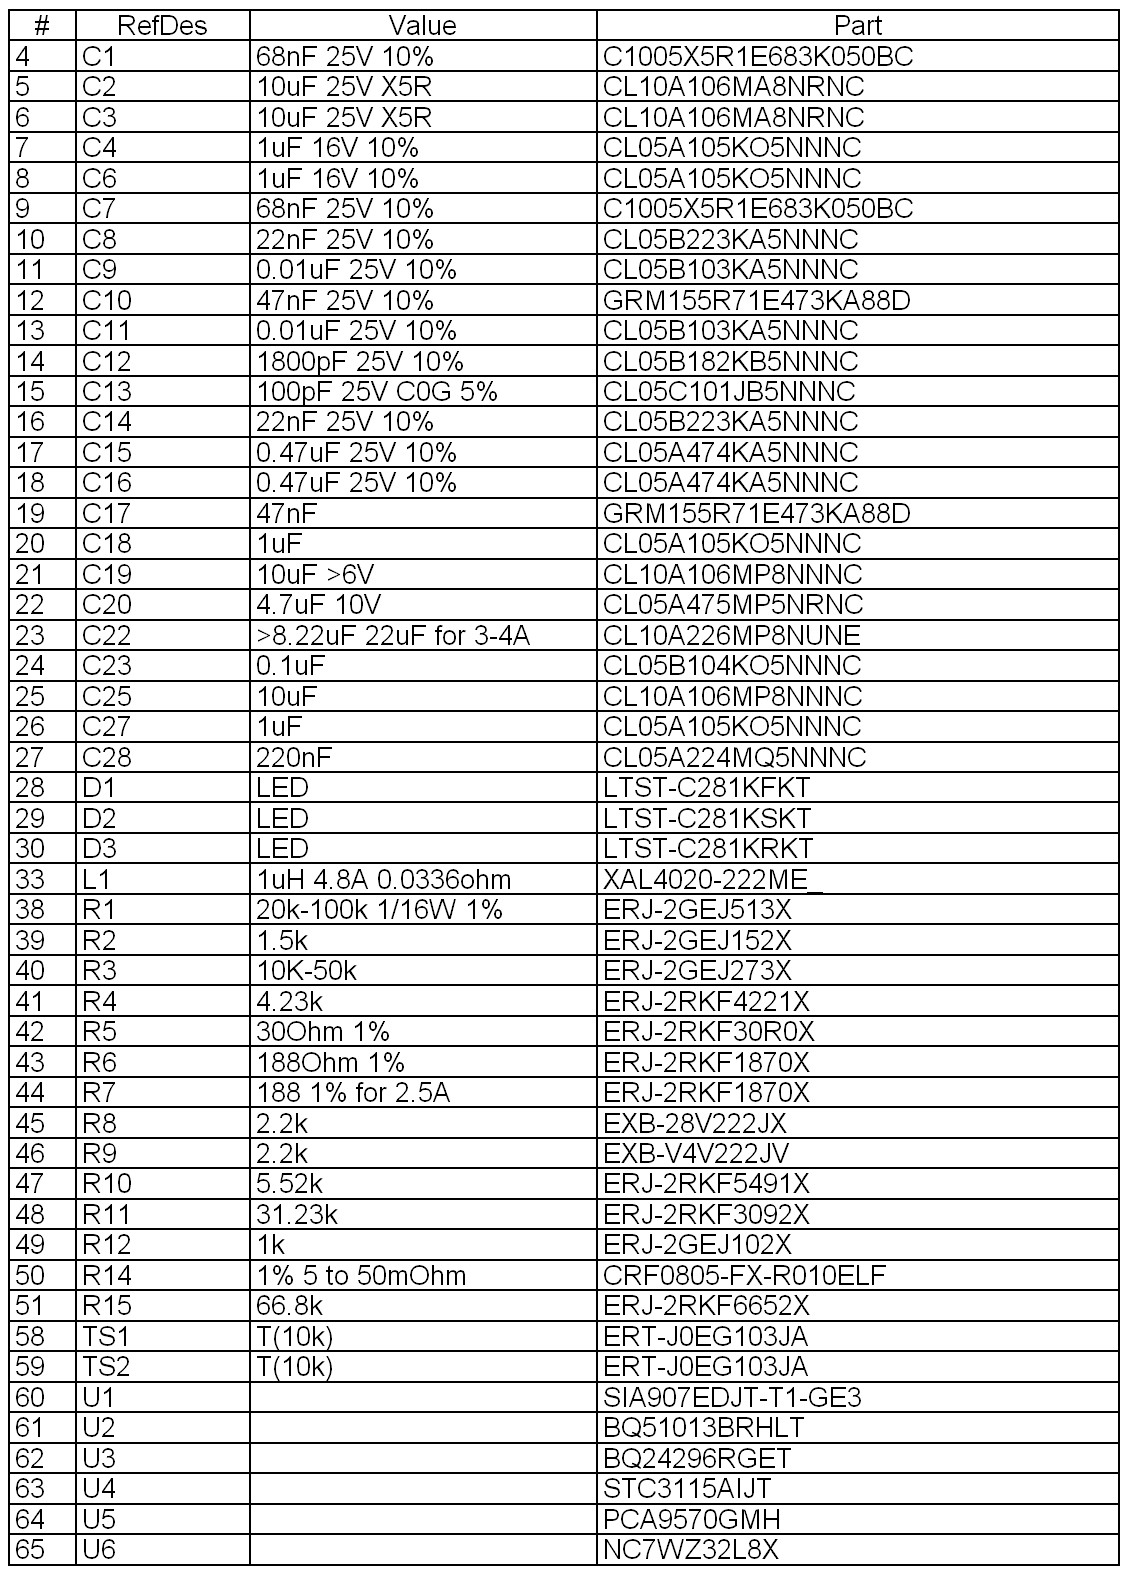 # RefDes Value Part
4 C1 68nF 25V 10% C1005X5R1E683K050BC
5 C2 10uF 25V X5R CL10A106MA8NRNC
6 C3 10uF 25V X5R CL10A106MA8NRNC
7 C4 1uF 16V 10% CL05A105KO5NNNC
8 C6 1uF 16V 10% CL05A105KO5NNNC
9 C7 68nF 25V 10% C1005X5R1E683K050BC
10 C8 22nF 25V 10% CL05B223KA5NNNC
11 C9 0.01uF 25V 10% CL05B103KA5NNNC
12 C10 47nF 25V 10% GRM155R71E473KA88D
13 C11 0.01uF 25V 10% CL05B103KA5NNNC
14 C12 1800pF 25V 10% CL05B182KB5NNNC
15 C13 100pF 25V C0G 5% CL05C101JB5NNNC
16 C14 22nF 25V 10% CL05B223KA5NNNC
17 C15 0.47uF 25V 10% CL05A474KA5NNNC
18 C16 0.47uF 25V 10% CL05A474KA5NNNC
19 C17 47nF GRM155R71E473KA88D
20 C18 1uF CL05A105KO5NNNC
21 C19 10uF >6V CL10A106MP8NNNC
22 C20 4.7uF 10V CL05A475MP5NRNC
23 C22 >8.22uF 22uF for 3-4A CL10A226MP8NUNE
24 C23 0.1uF CL05B104KO5NNNC
25 C25 10uF CL10A106MP8NNNC
26 C27 1uF CL05A105KO5NNNC
27 C28 220nF CL05A224MQ5NNNC
28 D1 LED LTST-C281KFKT
29 D2 LED LTST-C281KSKT
30 D3 LED LTST-C281KRKT
33 L1 1uH 4.8A 0.0336ohm XAL4020-222ME_
38 R1 20k-100k 1/16W 1% ERJ-2GEJ513X
39 R2 1.5k ERJ-2GEJ152X
40 R3 10K-50k ERJ-2GEJ273X
41 R4 4.23k ERJ-2RKF4221X
42 R5 30Ohm 1% ERJ-2RKF30R0X
43 R6 188Ohm 1% ERJ-2RKF1870X
44 R7 188 1% for 2.5A ERJ-2RKF1870X
45 R8 2.2k EXB-28V222JX
46 R9 2.2k EXB-V4V222JV
47 R10 5.52k ERJ-2RKF5491X
48 R11 31.23k ERJ-2RKF3092X
49 R12 1k ERJ-2GEJ102X
50 R14 1% 5 to 50mOhm CRF0805-FX-R010ELF
51 R15 66.8k ERJ-2RKF6652X
58 TS1 T(10k) ERT-J0EG103JA
59 TS2 T(10k) ERT-J0EG103JA
60 U1 SIA907EDJT-T1-GE3
61 U2 BQ51013BRHLT
62 U3 BQ24296RGET
63 U4 STC3115AIJT
64 U5 PCA9570GMH
65 U6 NC7WZ32L8X